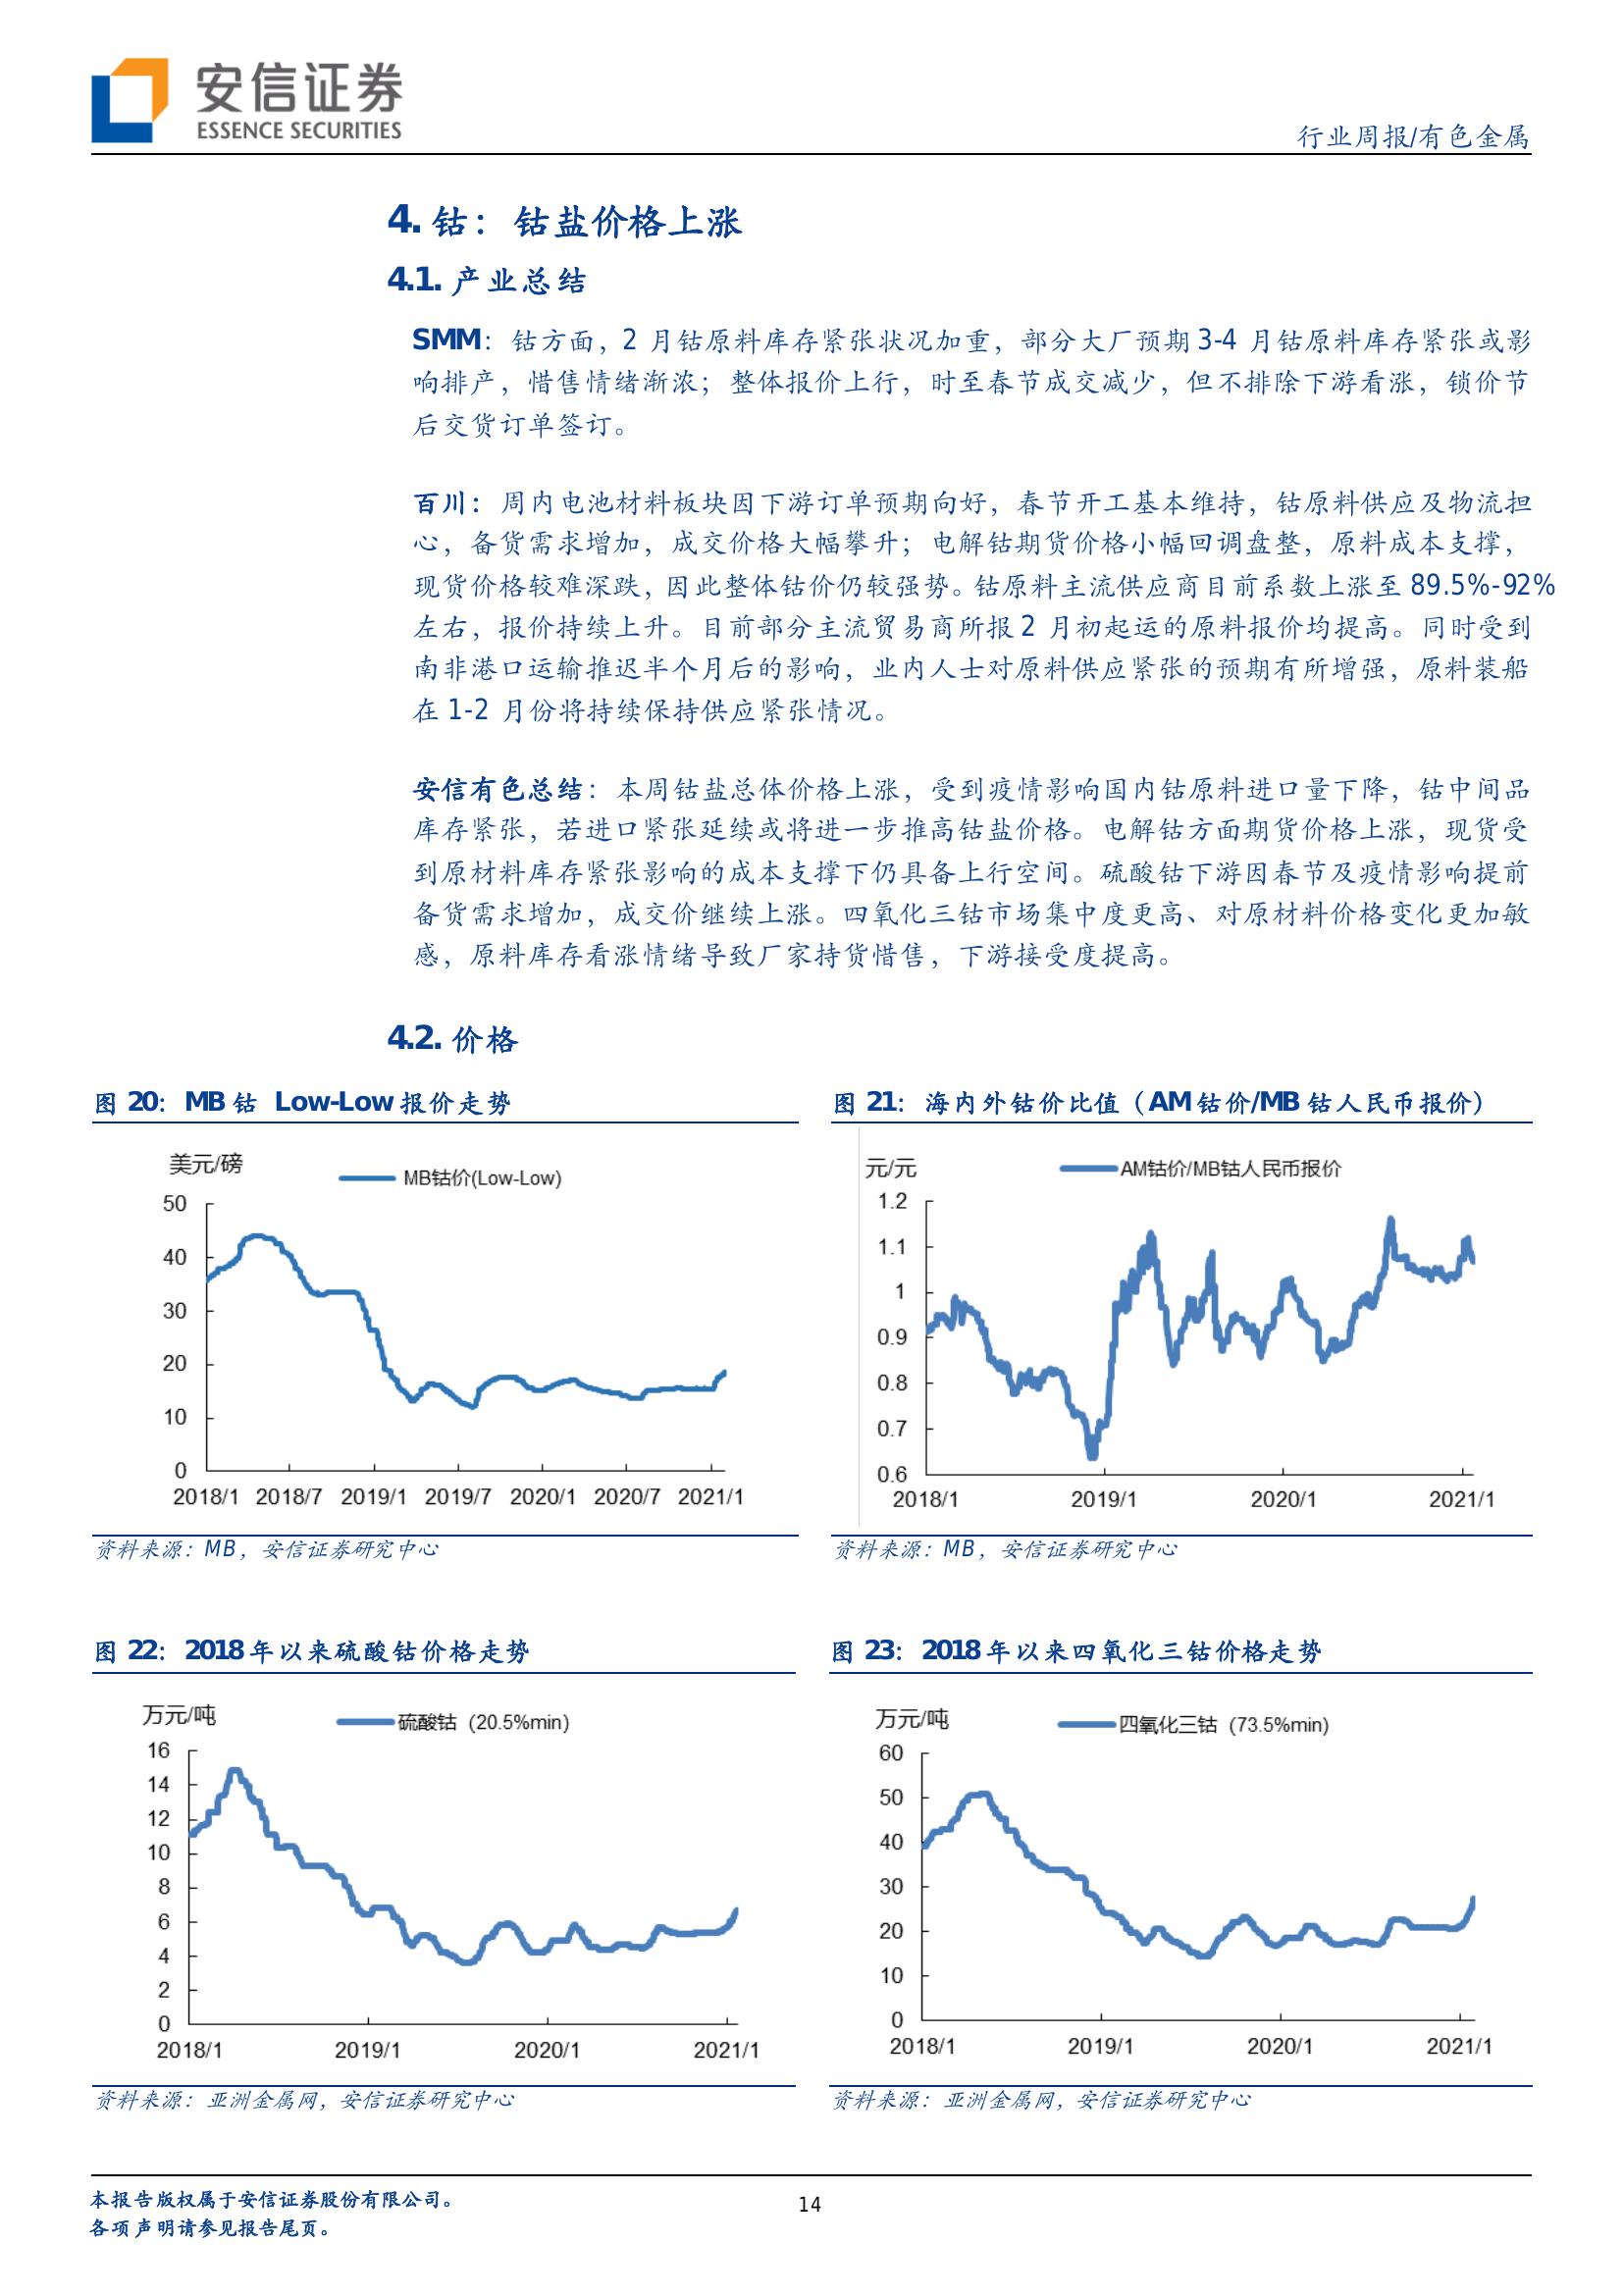 安信证券
ESSENCE SECURITIES
行业周报/有色金属
4. 钴：钴盐价格上涨
4.1. 产业总结
SMM：钴方面，2 月钴原料库存紧张状况加重，部分大厂预期 3-4 月钴原料库存紧张或影
响排产，惜售情绪渐浓；整体报价上行，时至春节成交减少，但不排除下游看涨，锁价节
后交货订单签订。
百川：周内电池材料板块因下游订单预期向好，春节开工基本维持，钴原料供应及物流担
心，备货需求增加，成交价格大幅攀升；电解钴期货价格小幅回调盘整，原料成本支撑，
现货价格较难深跌，因此整体钴价仍较强势。钴原料主流供应商目前系数上涨至 89.5%-92%
左右，报价持续上升。目前部分主流贸易商所报 2 月初起运的原料报价均提高。同时受到
南非港口运输推迟半个月后的影响，业内人士对原料供应紧张的预期有所增强，原料装船
在 1-2 月份将持续保持供应紧张情况。
安信有色总结：本周钴盐总体价格上涨，受到疫情影响国内钴原料进口量下降，钴中间品
库存紧张，若进口紧张延续或将进一步推高钴盐价格。电解钴方面期货价格上涨，现货受
到原材料库存紧张影响的成本支撑下仍具备上行空间。硫酸钴下游因春节及疫情影响提前
备货需求增加，成交价继续上涨。四氧化三钴市场集中度更高、对原材料价格变化更加敏
感，原料库存看涨情绪导致厂家持货惜售，下游接受度提高。
4.2. 价格
图 20：MB 钴 Low-Low 报价走势
美元/磅
MB钴价(Low-Low)
50
40
30
20
10
0
2018/1 2018/7 2019/1 2019/7 2020/1 2020/7 2021/1
资料来源：MB，安信证券研究中心
图 21：海内外钴价比值（AM 钴价/MB 钴人民币报价）
元/元
AM钴价/MB钴人民币报价
1.2
1.1
1
0.9
0.8
0.7
0.6
2018/1 2019/1 2020/1 2021/1
资料来源：MB，安信证券研究中心
图 22：2018 年以来硫酸钴价格走势
万元/吨
硫酸钴（20.5%min)
16
14
12
10
8
6
4
2
0
2018/1 2019/1 2020/1 2021/1
资料来源：亚洲金属网，安信证券研究中心
图 23：2018 年以来四氧化三钴价格走势
万元/吨
四氧化三钴（73.5%min)
60
50
40
30
20
10
0
2018/1 2019/1 2020/1 2021/1
资料来源：亚洲金属网，安信证券研究中心
本报告版权属于安信证券股份有限公司。
各项声明请参见报告尾页。
14